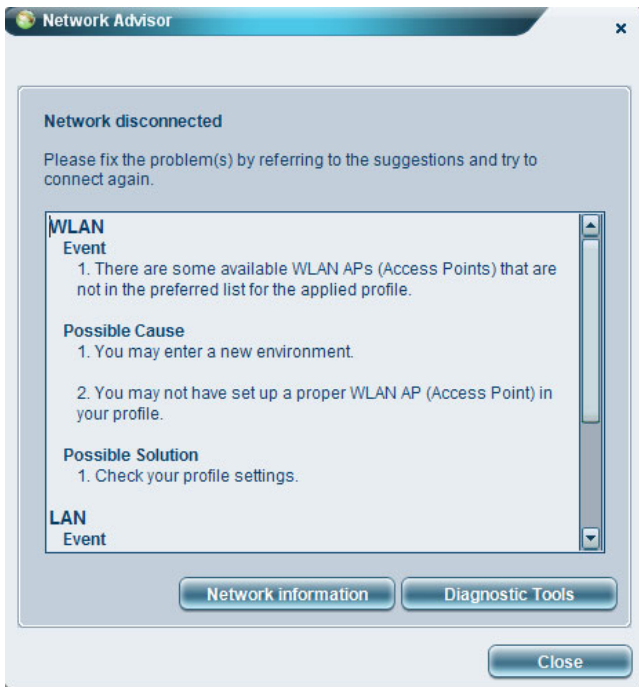 Network Advisor
Network disconnected
Please fix the problem(s) by referring to the suggestions and try to
connect again.
WLAN
Event
1. There are some available WLAN APs (Access Points) that are
not in the preferred list for the applied profile.
Possible Cause
1. You may enter a new environment.
2. You may not have set up a proper WLAN AP (Access Point) in
your profile.
Possible Solution
1. Check your profile settings.
LAN
Event
Network information
Diagnostic Tools
Close